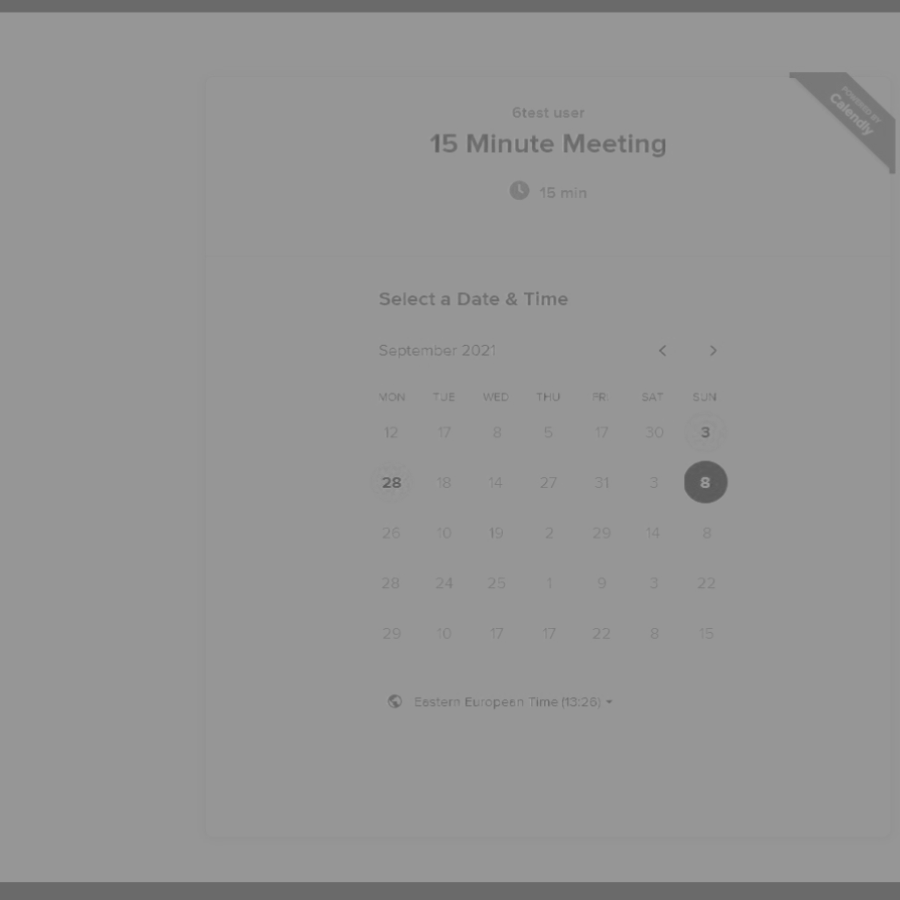 POWERED BY
Calendly
6test user
15 Minute Meeting
15 min
Select a Date & Time
September 2021
MON TUE WED THU FRI SAT SUN
12 17 8 5 17 30 3
28 18 14 27 31 3 8
26 10 19 2 29 14 8
28 24 25 1 9 3 22
29 10 17 17 22 8 15
Eastern European Time (13:26)